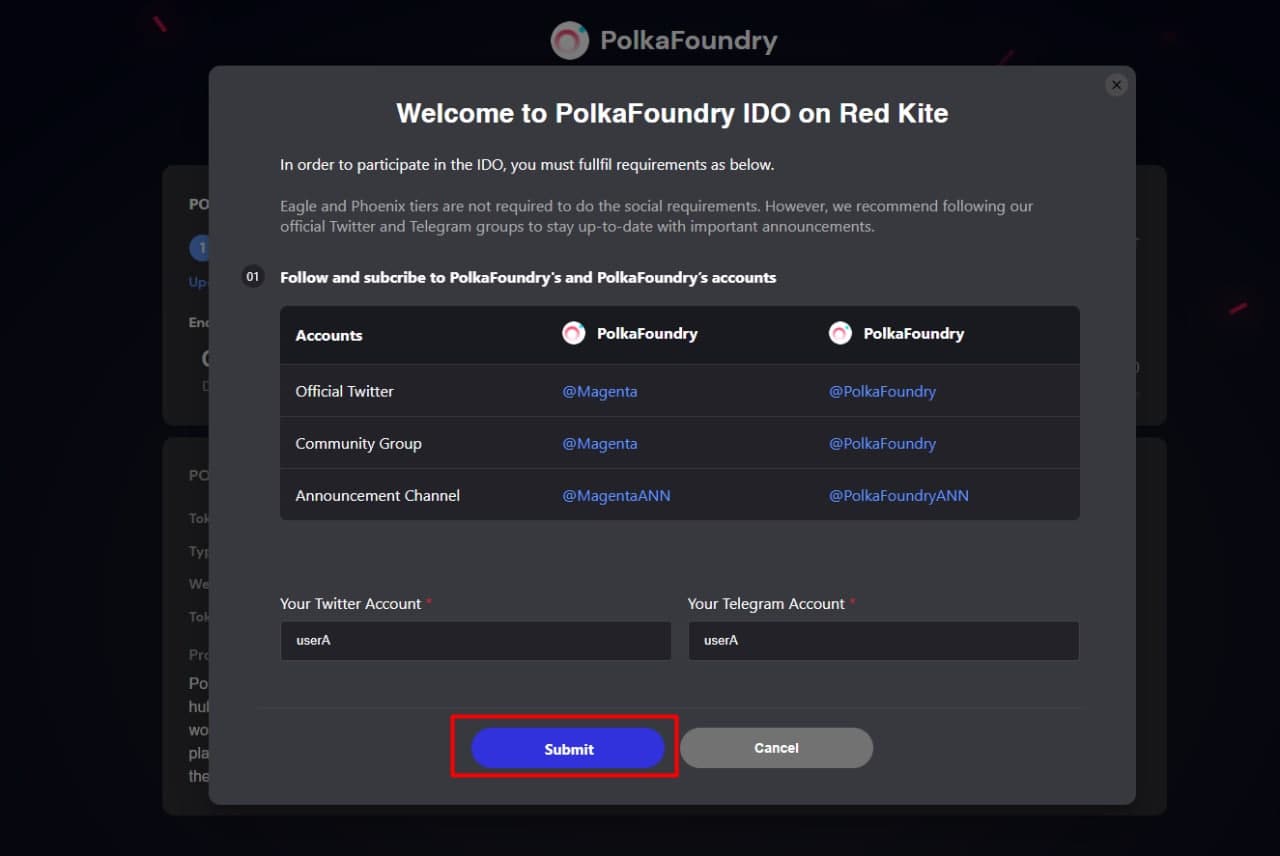 PolkaFoundry
Welcome to PolkaFoundry IDO on Red Kite
In order to participate in the IDO, you must fullfil requirements as below.
Eagle and Phoenix tiers are not required to do the social requirements. However, we recommend following our
official Twitter and Telegram groups to stay up-to-date with important announcements.
01 Follow and subcribe to PolkaFoundry's and PolkaFoundry’s accounts
Accounts PolkaFoundry PolkaFoundry
Official Twitter @Magenta @PolkaFoundry
Community Group @Magenta @PolkaFoundry
Announcement Channel @MagentaANN @PolkaFoundryANN
Your Twitter Account * Your Telegram Account *
userA userA
Submit Cancel